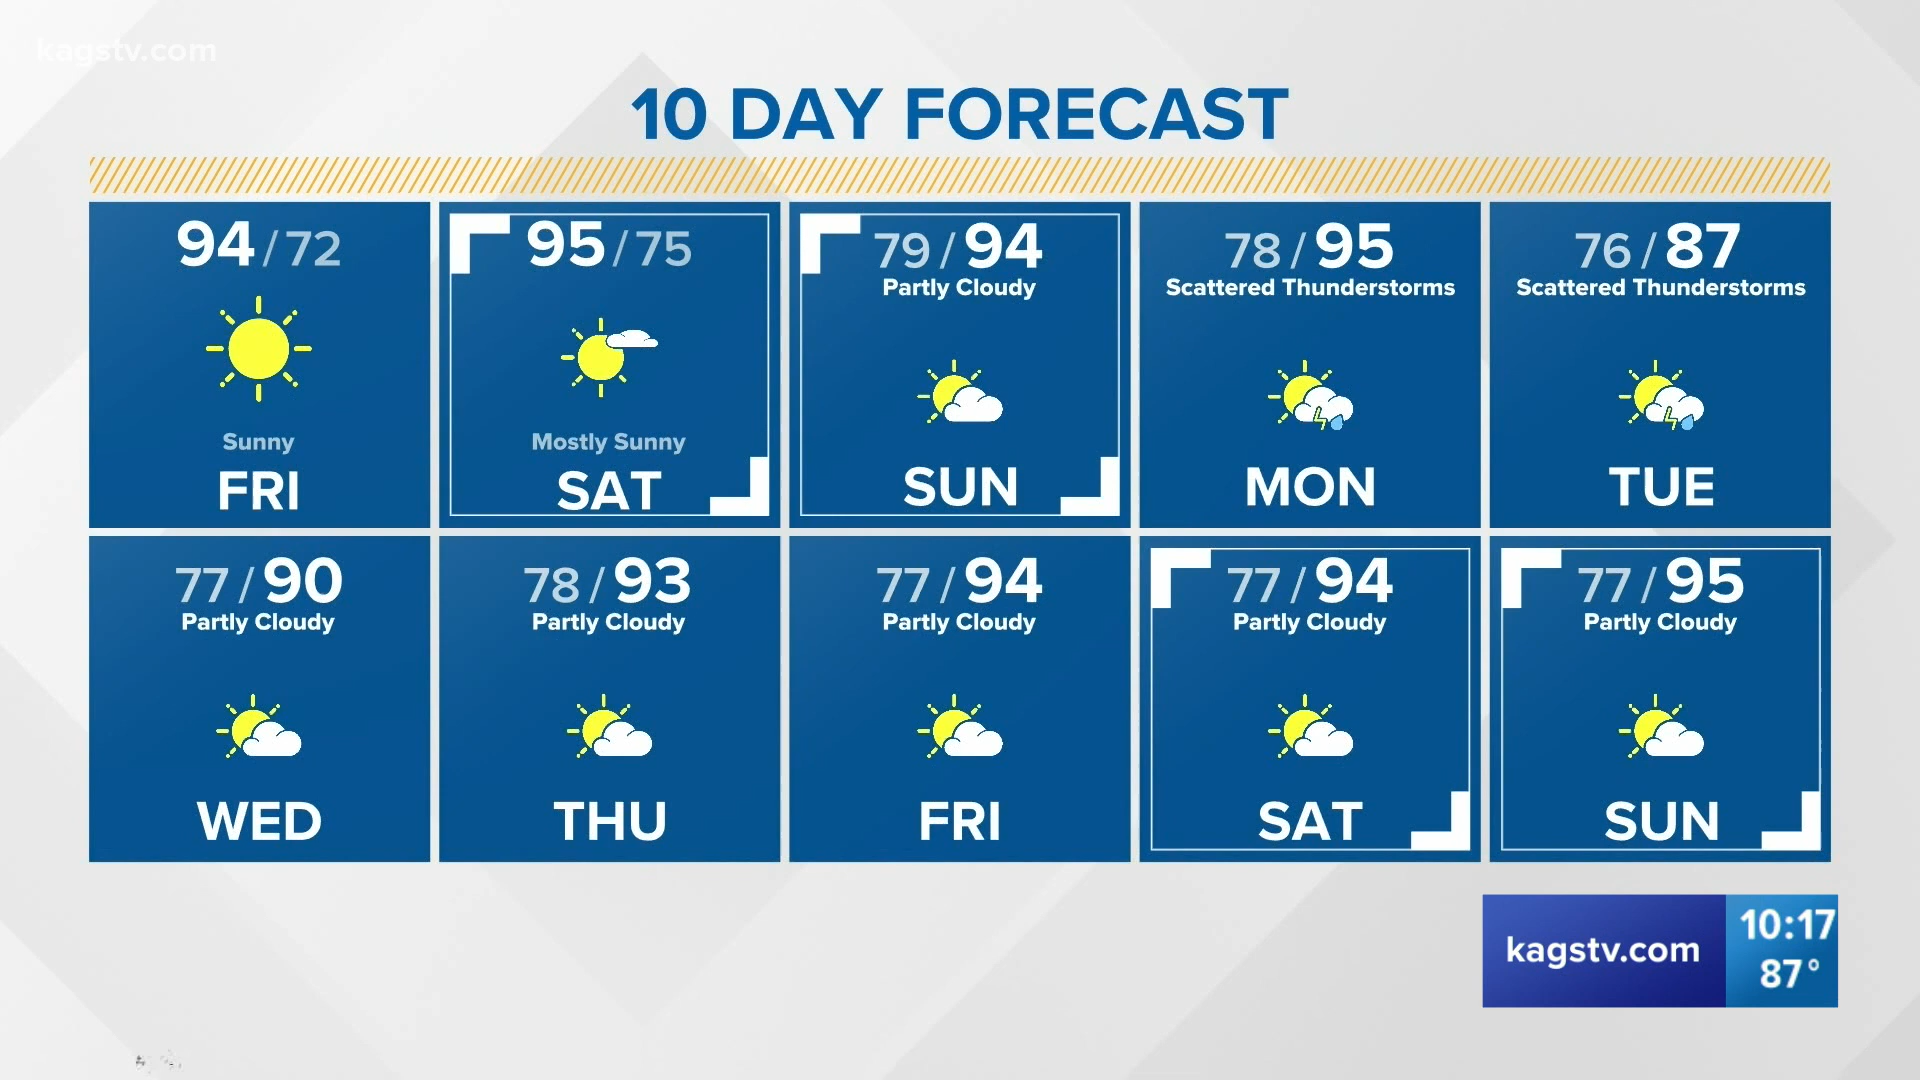 kagstv.com
10 DAY FORECAST
94/72
Sunny
FRI
95/75
Mostly Sunny
SAT
79/94
Partly Cloudy
SUN
78/95
Scattered Thunderstorms
MON
76/87
Scattered Thunderstorms
TUE
77/90
Partly Cloudy
WED
78/93
Partly Cloudy
THU
77/94
Partly Cloudy
FRI
77/94
Partly Cloudy
SAT
77/95
Partly Cloudy
SUN
kagstv.com
10:17
87°